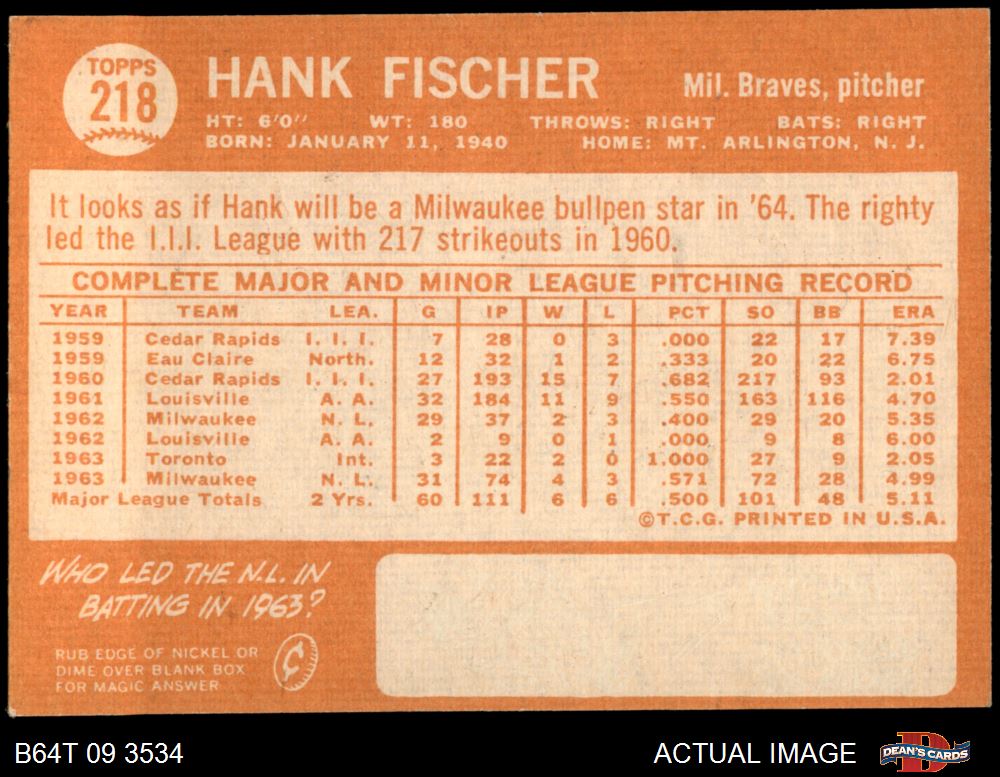 TOPPS
218
HANK FISCHER Mil. Braves, pitcher
HT: 6'0'' WT: 180 THROWS: RIGHT BATS: RIGHT
BORN: JANUARY 11, 1940 HOME: MT. ARLINGTON, N. J.
It looks as if Hank will be a Milwaukee bullpen star in '64. The righty
led the I.I.I. League with 217 strikeouts in 1960.
COMPLETE MAJOR AND MINOR LEAGUE PITCHING RECORD
YEAR TEAM LEA. G IP W L PCT SO BB ERA
1959 Cedar Rapids I. I. I. 7 28 0 3 .000 22 17 7.39
1959 Eau Claire North. 12 32 1 2 .333 20 22 6.75
1960 Cedar Rapids I. I. I. 27 193 15 7 .682 217 93 2.01
1961 Louisville A. A. 32 184 11 9 .550 163 116 4.70
1962 Milwaukee N. L. 29 37 2 3 .400 29 20 5.35
1962 Louisville A. A. 2 9 0 1 .000 9 8 6.00
1963 Toronto Int. 3 22 2 0 1.000 27 9 2.05
1963 Milwaukee N. L. 31 74 4 3 .571 72 28 4.99
Major League Totals 2 Yrs. 60 111 6 6 .500 101 48 5.11
©T.C.G. PRINTED IN U.S.A.
WHO LED THE N.L. IN
BATTING IN 1963?
RUB EDGE OF NICKEL OR
DIME OVER BLANK BOX
FOR MAGIC ANSWER
¢
B64T 09 3534 ACTUAL IMAGE
D
DEAN'S CARDS